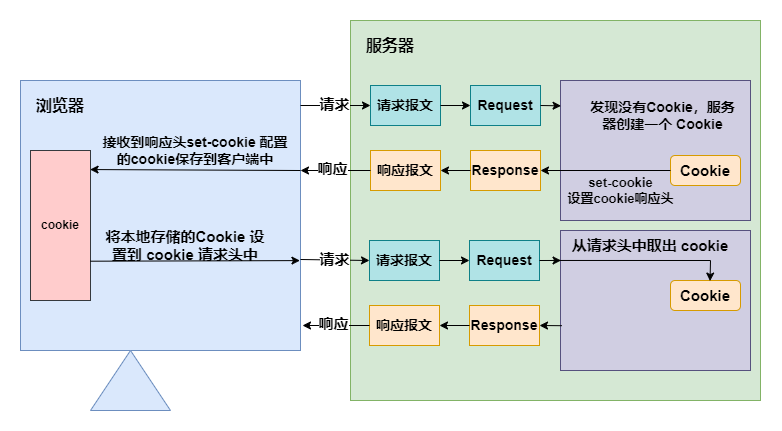 服务器
浏览器
请求
请求报文
Request
发现没有Cookie，服务
器创建一个 Cookie
接收到响应头set-cookie 配置
的cookie保存到客户端中
响应
响应报文
Response
Cookie
set-cookie
设置cookie响应头
cookie
将本地存储的Cookie 设
置到 cookie 请求头中
请求
请求报文
Request
从请求头中取出 cookie
Cookie
响应
响应报文
Response